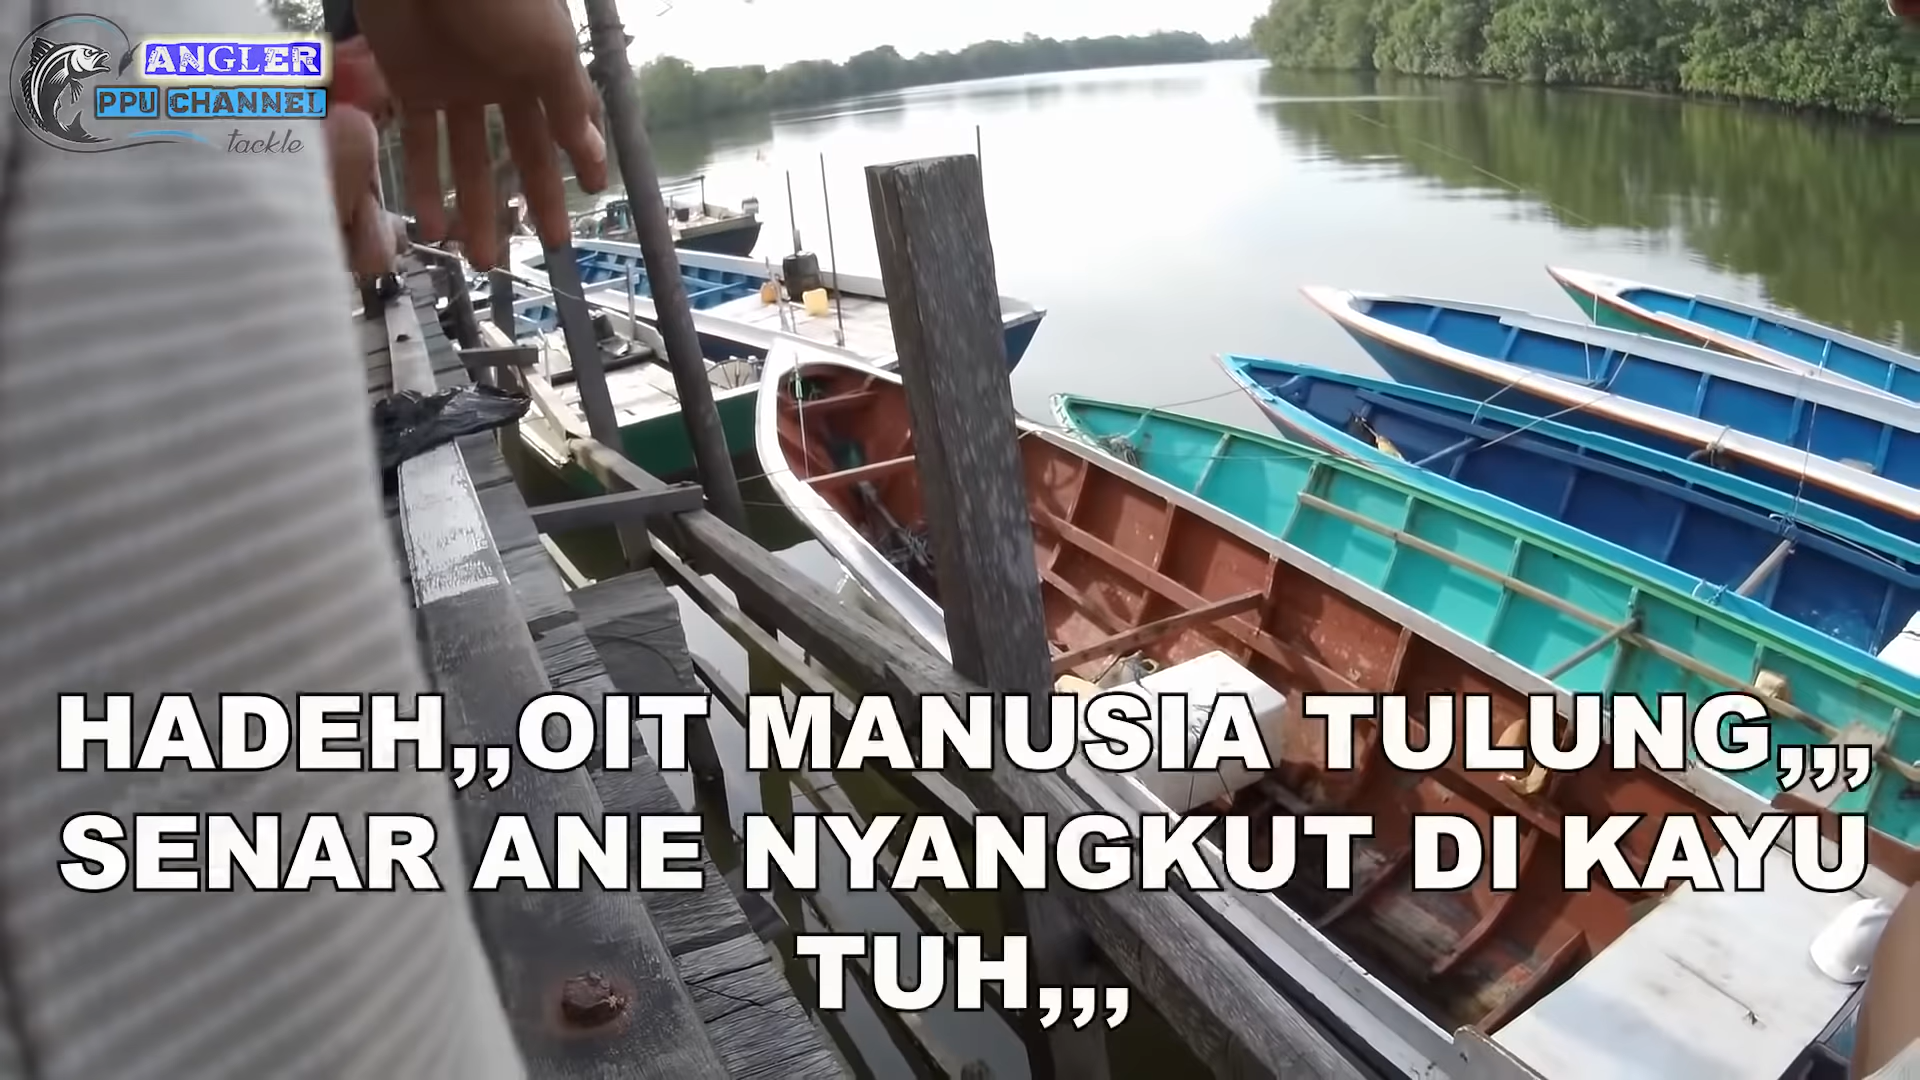 ANGLER
PPU CHANNEL
tackle
HADEH,,OIT MANUSIA TULUNG,,,
SENAR ANE NYANGKUT DI KAYU
TUH,,,